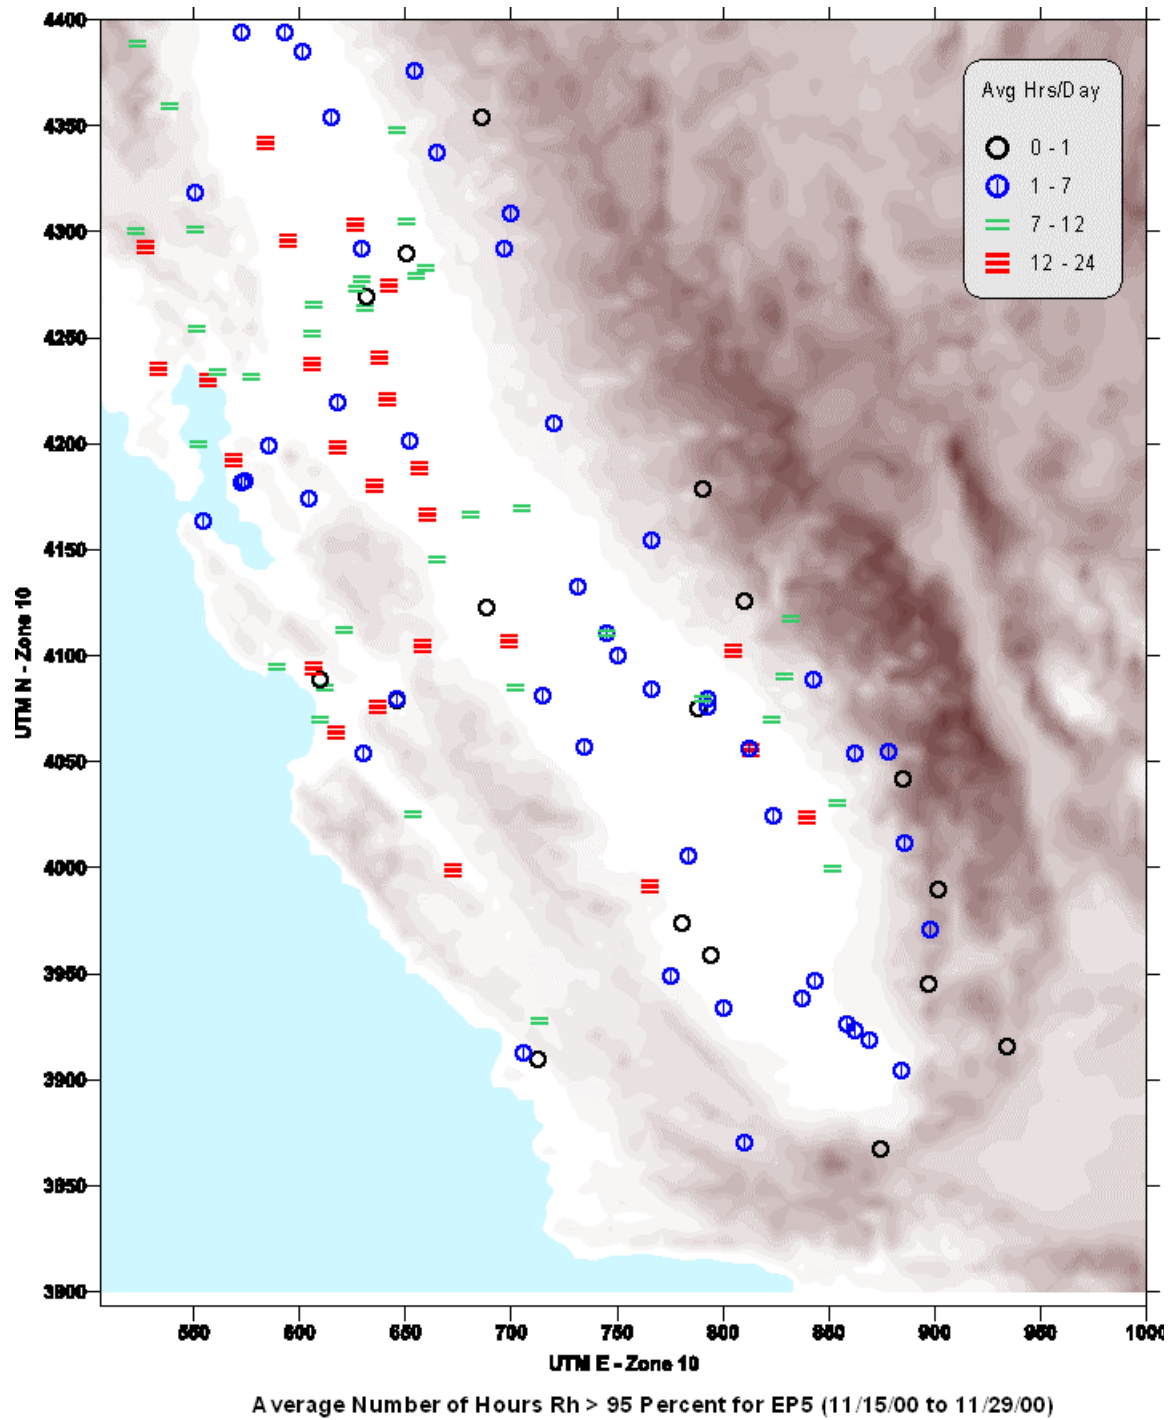 4400
4350
4300
4250
4200
4150
4100
4050
4000
3950
3900
3850
3800
UTM N - Zone 10
Avg Hrs/Day
0 - 1
1 - 7
7 - 12
12 - 24
550 600 650 700 750 800 850 900 950 1000
UTM E - Zone 10
Average Number of Hours Rh > 95 Percent for EP5 (11/15/00 to 11/29/00)